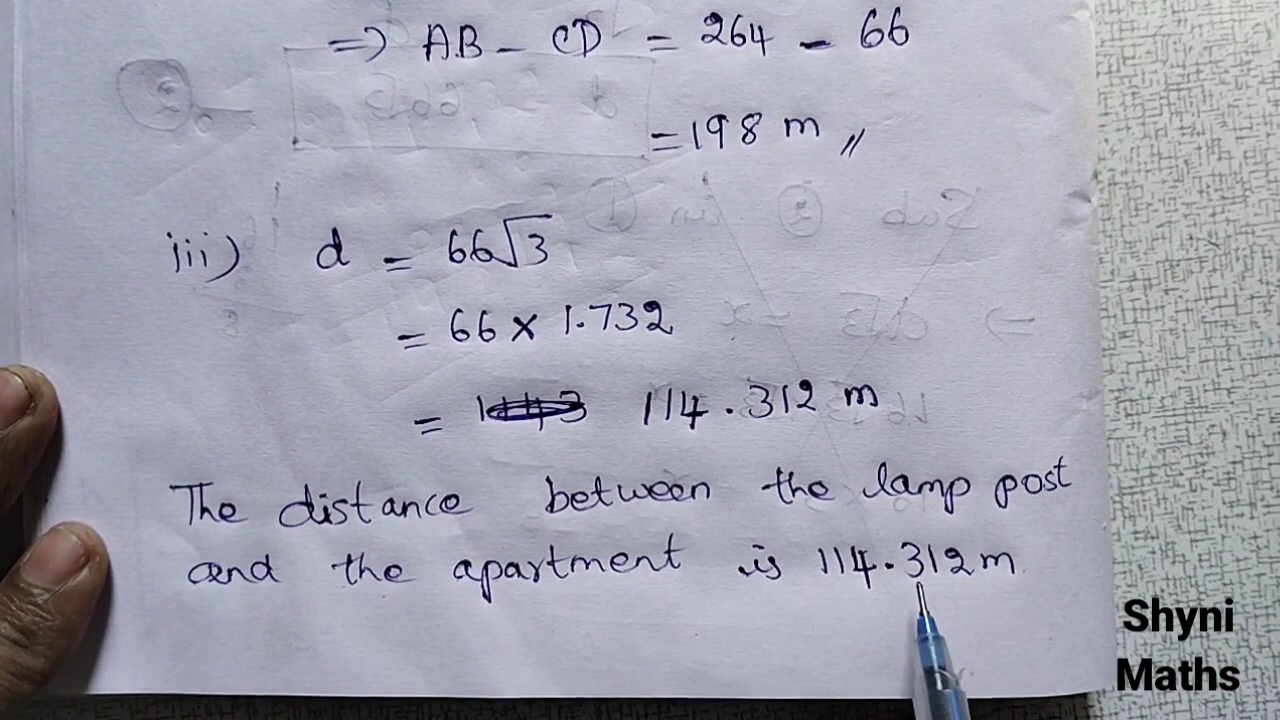 ⇒ AB - CD = 264 - 66
= 198 m //
iii) d = 66√3
= 66 × 1.732
= 114.312 m
The distance between the lamp post
and the apartment is 114.312 m
Shyni
Maths